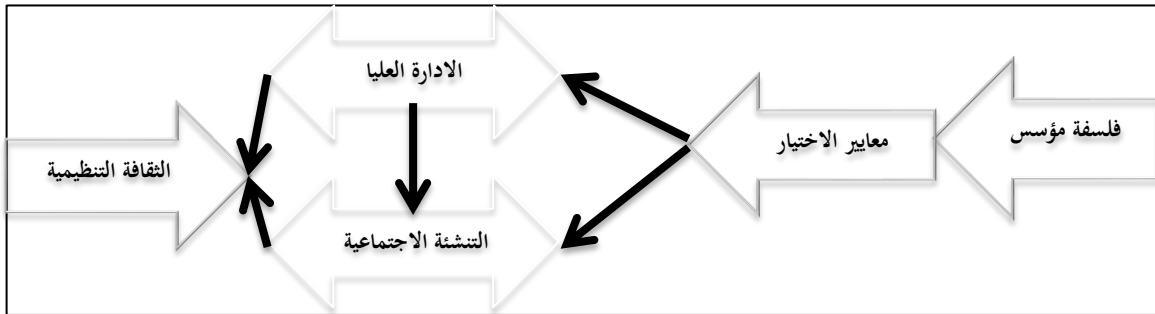 فلسفة مؤسس
معايير الاختيار
الادارة العليا
التنشئة الاجتماعية
الثقافة التنظيمية